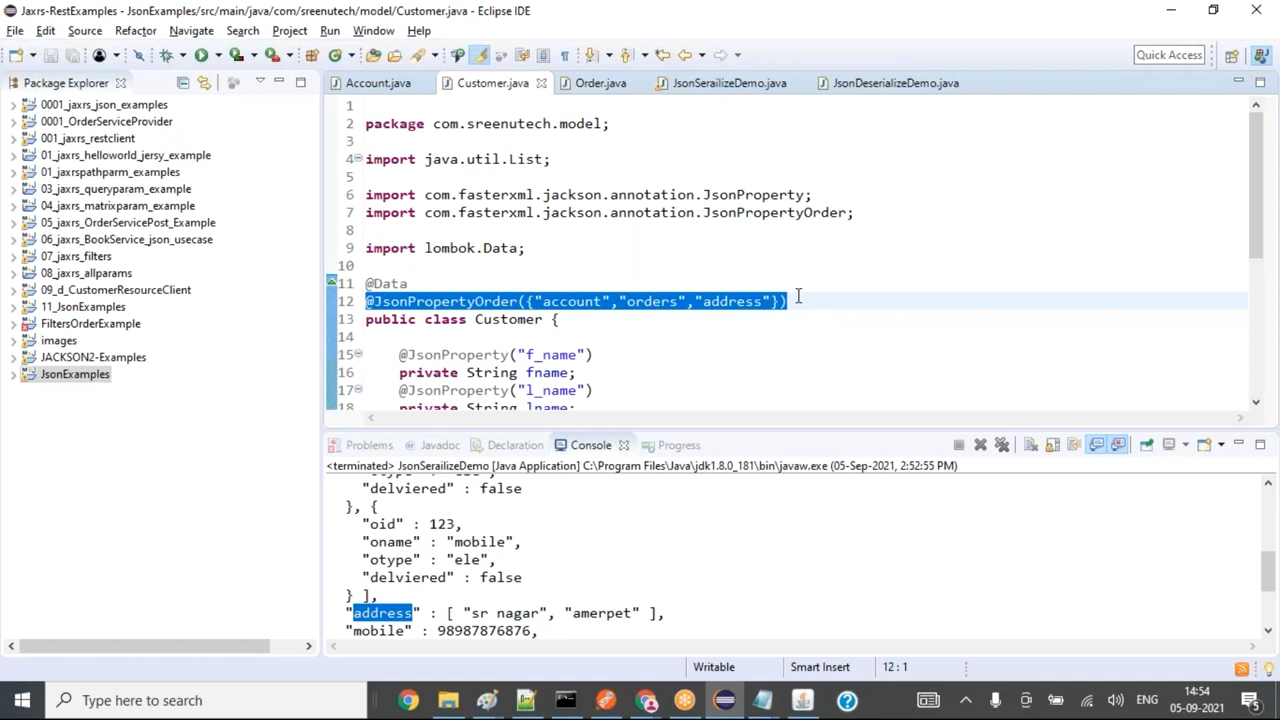 Jaxrs-RestExamples - JsonExamples/src/main/java/com/sreenutech/model/Customer.java - Eclipse IDE
File Edit Source Refactor Navigate Search Project Run Window Help
Quick Access
Package Explorer
0001_jaxrs_json_examples
0001_OrderServiceProvider
001_jaxrs_restclient
01_jaxrs_helloworld_jersy_example
01_jaxrspathparm_examples
03_jaxrs_queryparam_example
04_jaxrs_matrixparam_example
05_jaxrs_OrderServicePost_Example
06_jaxrs_BookService_json_usecase
07_jaxrs_filters
08_jaxrs_allparams
09_d_CustomerResourceClient
11_JsonExamples
FiltersOrderExample
images
JACKSON2-Examples
JsonExamples
Account.java Customer.java Order.java JsonSerailizeDemo.java JsonDeserializeDemo.java
1
2 package com.sreenutech.model;
3
4 import java.util.List;
5
6 import com.fasterxml.jackson.annotation.JsonProperty;
7 import com.fasterxml.jackson.annotation.JsonPropertyOrder;
8
9 import lombok.Data;
10
11 @Data
12 @JsonPropertyOrder({"account","orders","address"})
13 public class Customer {
14
15 @JsonProperty("f_name")
16 private String fname;
17 @JsonProperty("l_name")
18 private String lname;
Problems Javadoc Declaration Console Progress
<terminated> JsonSerailizeDemo [Java Application] C:\Program Files\Java\jdk1.8.0_181\bin\javaw.exe (05-Sep-2021, 2:52:55 PM)
"delviered" : false
}, {
"oid" : 123,
"oname" : "mobile",
"otype" : "ele",
"delviered" : false
} ],
"address" : [ "sr nagar", "amerpet" ],
"mobile" : 98987876876,
Writable Smart Insert 12 : 1
Type here to search
ENG
14:54
05-09-2021
5